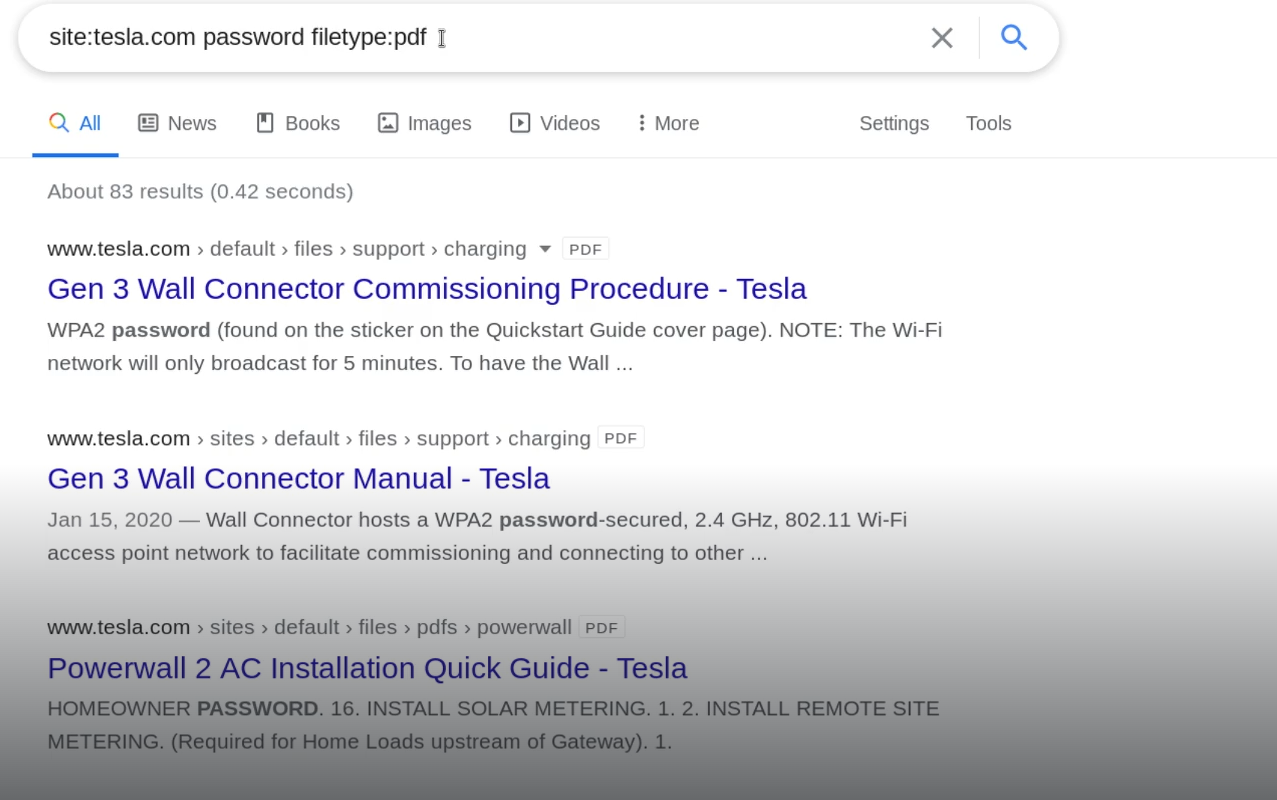 site:tesla.com password filetype:pdf
All News Books Images Videos More Settings Tools
About 83 results (0.42 seconds)
www.tesla.com › default › files › support › charging PDF
Gen 3 Wall Connector Commissioning Procedure - Tesla
WPA2 password (found on the sticker on the Quickstart Guide cover page). NOTE: The Wi-Fi
network will only broadcast for 5 minutes. To have the Wall ...
www.tesla.com › sites › default › files › support › charging PDF
Gen 3 Wall Connector Manual - Tesla
Jan 15, 2020 — Wall Connector hosts a WPA2 password-secured, 2.4 GHz, 802.11 Wi-Fi
access point network to facilitate commissioning and connecting to other ...
www.tesla.com › sites › default › files › pdfs › powerwall PDF
Powerwall 2 AC Installation Quick Guide - Tesla
HOMEOWNER PASSWORD. 16. INSTALL SOLAR METERING. 1. 2. INSTALL REMOTE SITE
METERING. (Required for Home Loads upstream of Gateway). 1.